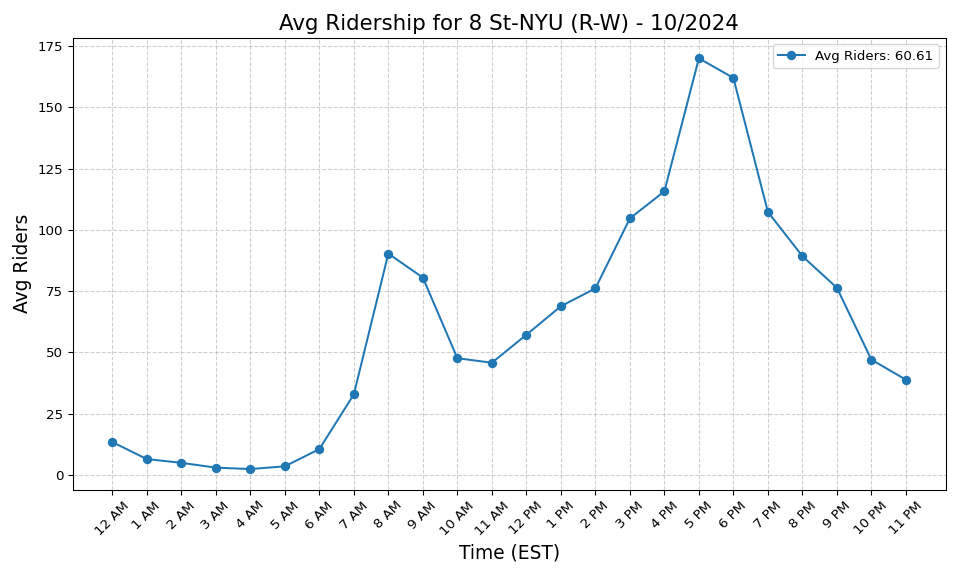 Avg Ridership for 8 St-NYU (R-W) - 10/2024
Avg Riders: 60.61
Avg Riders
175
150
125
100
75
50
25
0
12 AM
1 AM
2 AM
3 AM
4 AM
5 AM
6 AM
7 AM
8 AM
9 AM
10 AM
11 AM
12 PM
1 PM
2 PM
3 PM
4 PM
5 PM
6 PM
7 PM
8 PM
9 PM
10 PM
11 PM
Time (EST)